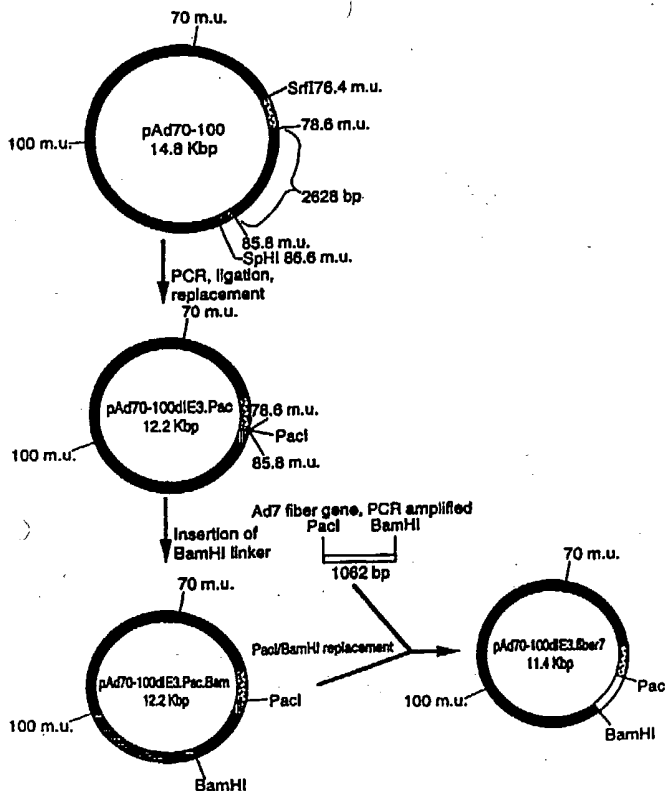 70 m.u.
SrfI76.4 m.u.
pAd70-100
14.8 Kbp
78.6 m.u.
100 m.u.
2628 bp
85.8 m.u.
SpHI 86.6 m.u.
PCR, ligation,
replacement
70 m.u.
pAd70-100dlE3.Pac
12.2 Kbp
78.6 m.u.
PacI
100 m.u.
85.8 m.u.
Insertion of
BamHI linker
Ad7 fiber gene, PCR amplified
PacI BamHI
1062 bp
70 m.u.
pAd70-100dlE3.Pac.Bam
12.2 Kbp
PacI
100 m.u.
BamHI
PacI/BamHI replacement
70 m.u.
pAd70-100dlE3.fiber7
11.4 Kbp
Pac
100 m.u.
BamHI